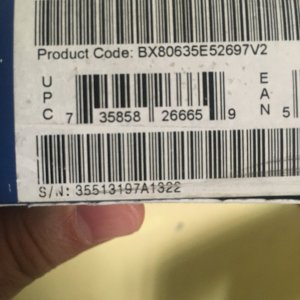 Product Code: BX80635E52697V2
UPC 7 35858 26665 9 EAN 5
S/N: 35513197A1322